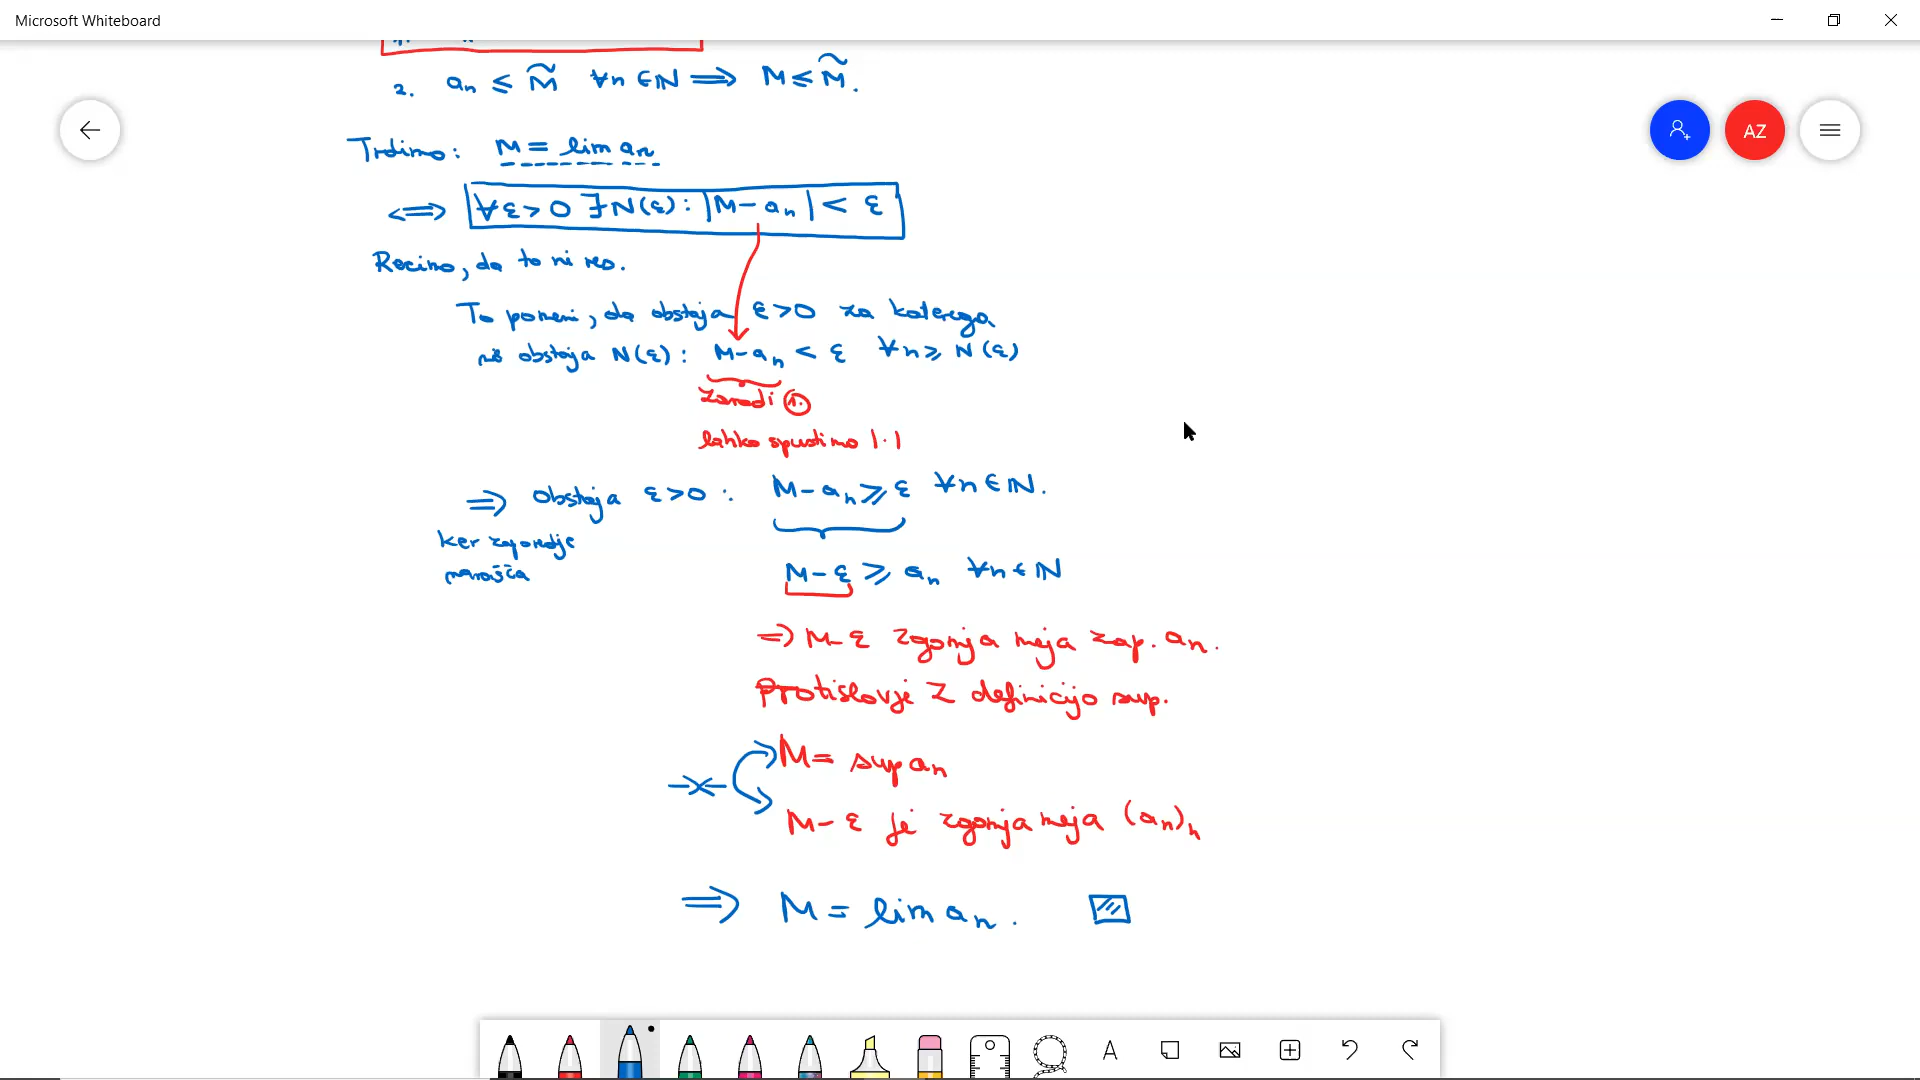 Microsoft Whiteboard
2. aₙ ≤ M̃ ∀n ∈ ℕ ⟹ M ≤ M̃.
Trdimo: M = lim aₙ
⟺ ∀ε > 0 ∃N(ε): |M - aₙ| < ε
Recimo, da to ni res.
To pomeni, da obstaja ε > 0 za katerega
ne obstaja N(ε): M - aₙ < ε ∀n ≥ N(ε)
zaradi 1.
lahko spustimo |·|
⟹ Obstaja ε > 0 : M - aₙ ≥ ε ∀n ∈ ℕ.
ker zaporedje
narašča
M - ε ≥ aₙ ∀n ∈ ℕ
⇒ M - ε zgornja meja zap. aₙ.
Protislovje z definicijo sup.
M = sup aₙ
M - ε je zgornja meja (aₙ)ₙ
⟹ M = lim aₙ.
AZ